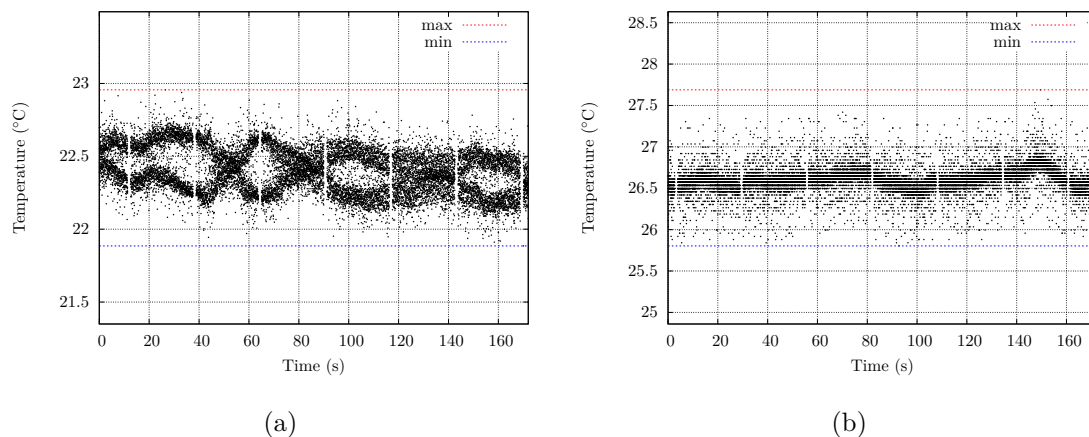 max
min
23
22.5
22
21.5
Temperature (°C)
0 20 40 60 80 100 120 140 160
Time (s)
(a)
max
min
28.5
28
27.5
27
26.5
26
25.5
25
Temperature (°C)
0 20 40 60 80 100 120 140 160
Time (s)
(b)